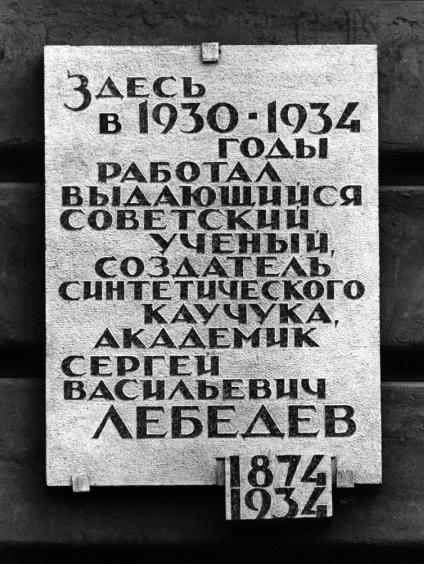 Здесь
в 1930-1934
годы
работал
выдающийся
советский
ученый,
создатель
синтетического
каучука,
академик
Сергей
Васильевич
Лебедев
1874
1934